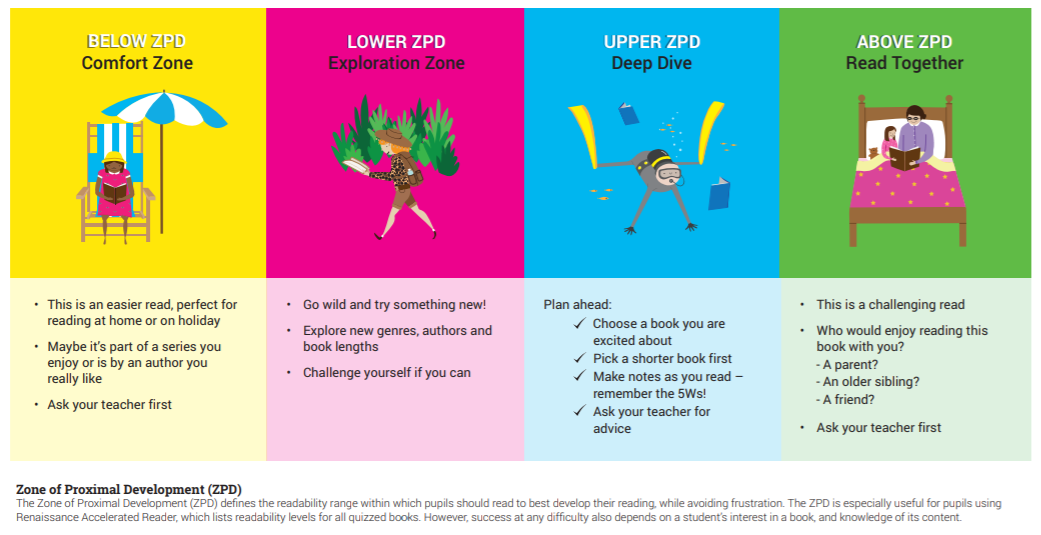 BELOW ZPD
Comfort Zone
• This is an easier read, perfect for
reading at home or on holiday
• Maybe it's part of a series you
enjoy or is by an author you
really like
• Ask your teacher first
LOWER ZPD
Exploration Zone
• Go wild and try something new!
• Explore new genres, authors and
book lengths
• Challenge yourself if you can
UPPER ZPD
Deep Dive
Plan ahead:
✓ Choose a book you are
excited about
✓ Pick a shorter book first
✓ Make notes as you read –
remember the 5Ws!
✓ Ask your teacher for
advice
ABOVE ZPD
Read Together
• This is a challenging read
• Who would enjoy reading this
book with you?
- A parent?
- An older sibling?
- A friend?
• Ask your teacher first
Zone of Proximal Development (ZPD)
The Zone of Proximal Development (ZPD) defines the readability range within which pupils should read to best develop their reading, while avoiding frustration. The ZPD is especially useful for pupils using
Renaissance Accelerated Reader, which lists readability levels for all quizzed books. However, success at any difficulty also depends on a student's interest in a book, and knowledge of its content.